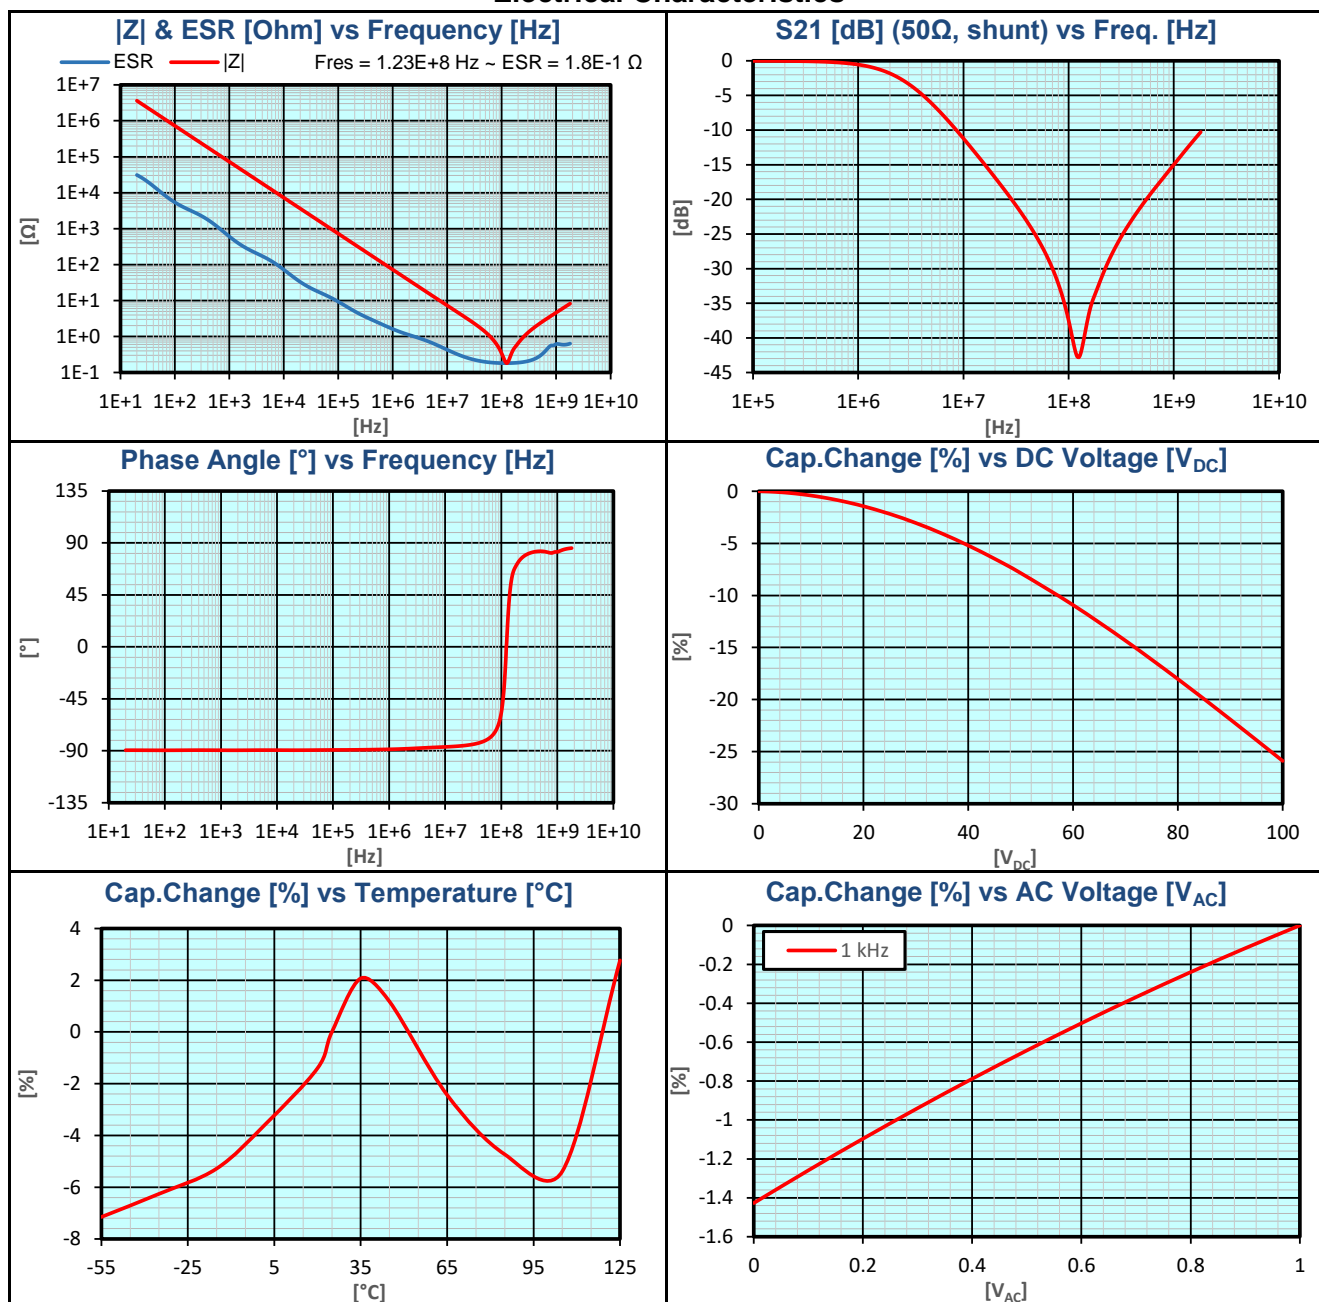 |Z| & ESR [Ohm] vs Frequency [Hz]
ESR |Z| Fres = 1.23E+8 Hz ~ ESR = 1.8E-1 Ω
1E+7
1E+6
1E+5
1E+4
1E+3
1E+2
1E+1
1E+0
1E-1
[Ω]
1E+1 1E+2 1E+3 1E+4 1E+5 1E+6 1E+7 1E+8 1E+9 1E+10
[Hz]
S21 [dB] (50Ω, shunt) vs Freq. [Hz]
0
-5
-10
-15
-20
-25
-30
-35
-40
-45
[dB]
1E+5 1E+6 1E+7 1E+8 1E+9 1E+10
[Hz]
Phase Angle [°] vs Frequency [Hz]
135
90
45
0
-45
-90
-135
[°]
1E+1 1E+2 1E+3 1E+4 1E+5 1E+6 1E+7 1E+8 1E+9 1E+10
[Hz]
Cap.Change [%] vs DC Voltage [VDC]
0
-5
-10
-15
-20
-25
-30
[%]
0 20 40 60 80 100
[VDC]
Cap.Change [%] vs Temperature [°C]
4
2
0
-2
-4
-6
-8
[%]
-55 -25 5 35 65 95 125
[°C]
Cap.Change [%] vs AC Voltage [VAC]
1 kHz
0
-0.2
-0.4
-0.6
-0.8
-1
-1.2
-1.4
-1.6
[%]
0 0.2 0.4 0.6 0.8 1
[VAC]